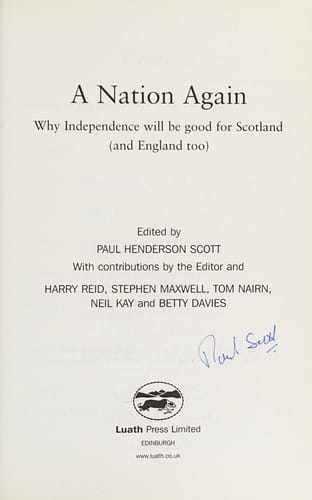 A Nation Again
Why Independence will be good for Scotland
(and England too)
Edited by
PAUL HENDERSON SCOTT
With contributions by the Editor and
HARRY REID, STEPHEN MAXWELL, TOM NAIRN,
NEIL KAY and BETTY DAVIES
Paul Scott
Luath Press Limited
EDINBURGH
www.luath.co.uk